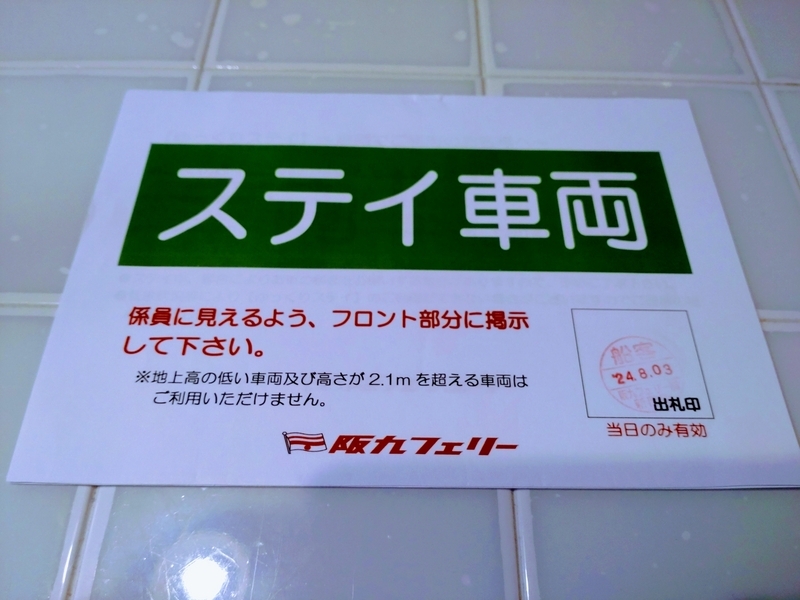 ステイ車両
係員に見えるよう、フロント部分に掲示
して下さい。
※地上高の低い車両及び高さが2.1mを超える車両は
ご利用いただけません。
阪九フェリー
船客
'24.8.03
出札印
当日のみ有効